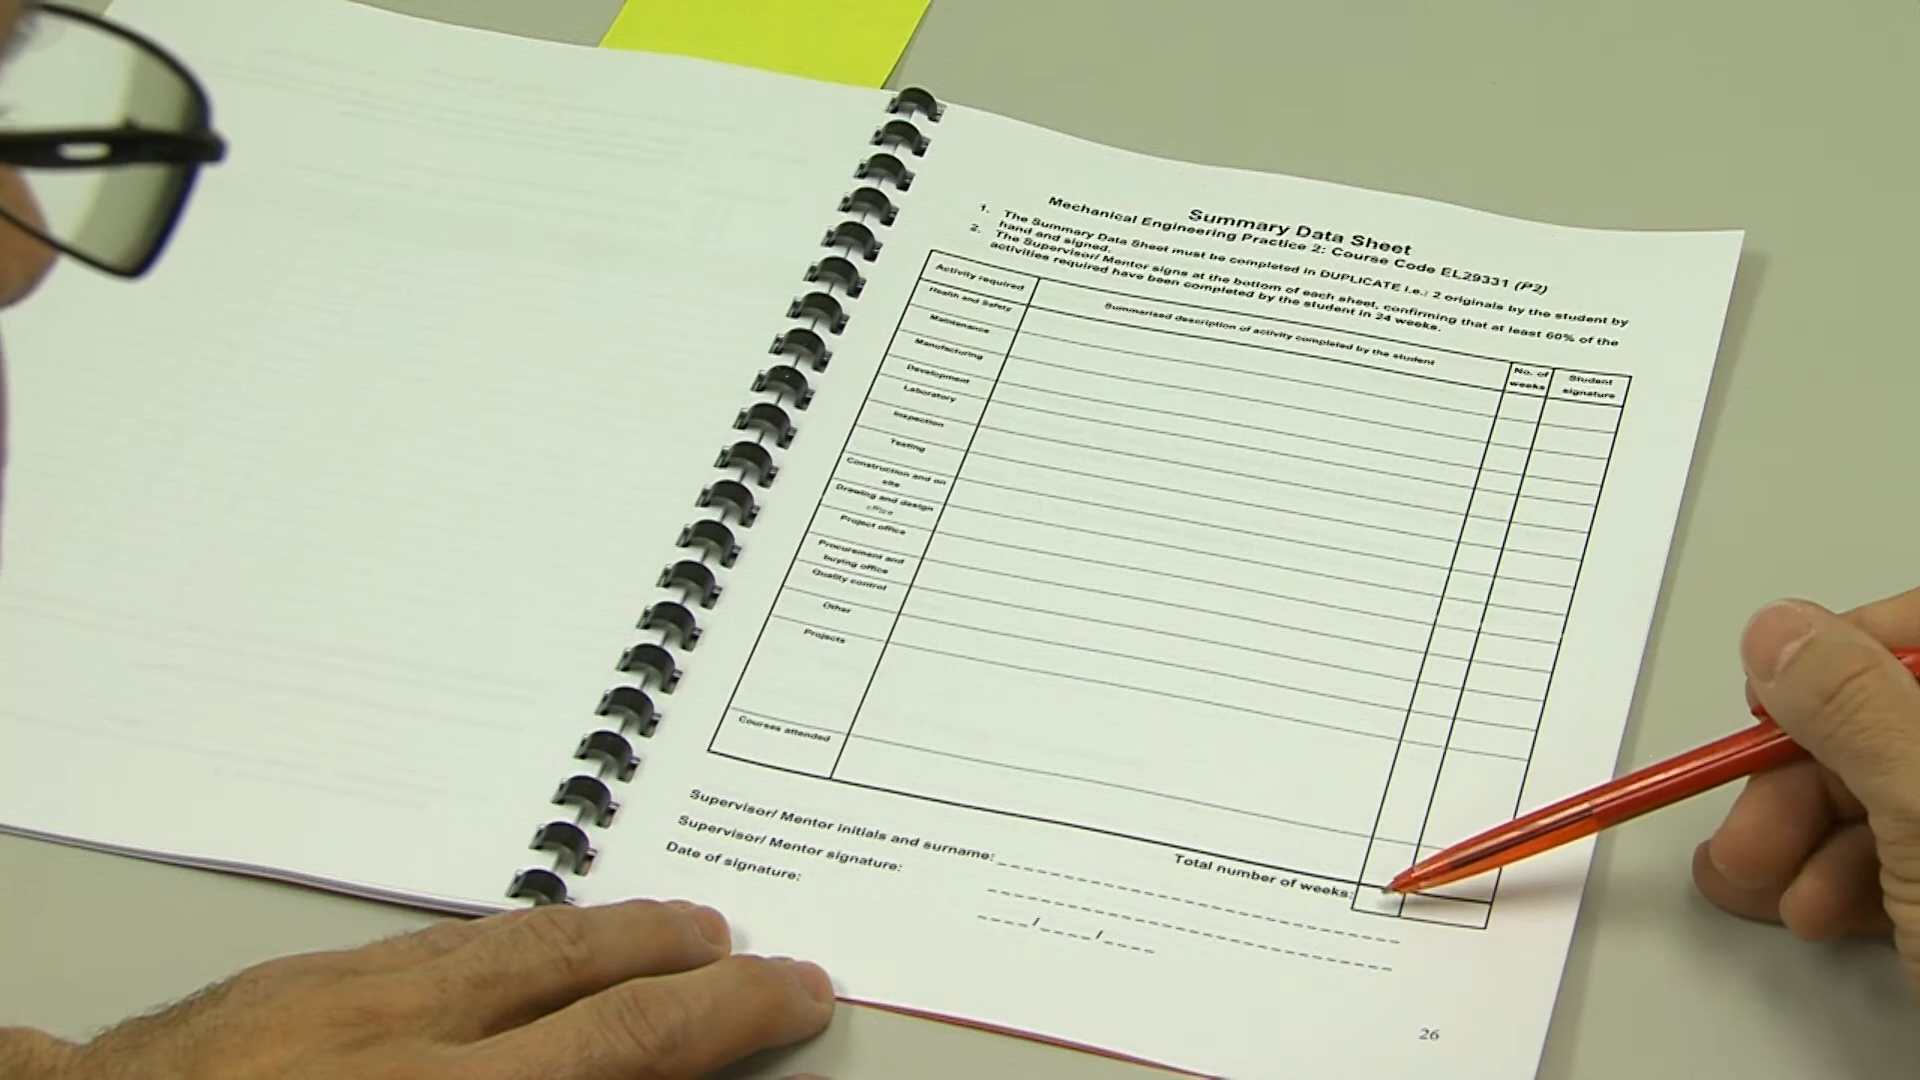 Summary Data Sheet
Mechanical Engineering Practice 2: Course Code EL29331 (P2)
1. The Summary Data Sheet must be completed in DUPLICATE i.e.: 2 originals by the student by
hand and signed.
2. The Supervisor/ Mentor signs at the bottom of each sheet, confirming that at least 60% of the
activities required have been completed by the student in 24 weeks.
Activity required
Summarised description of activity completed by the student
No. of
weeks
Student
signature
Health and Safety
Maintenance
Manufacturing
Development
Laboratory
Inspection
Testing
Construction and on
site
Drawing and design
office
Project office
Procurement and
buying office
Quality control
Other
Projects
Courses attended
Total number of weeks:
Supervisor/ Mentor initials and surname:
Supervisor/ Mentor signature:
Date of signature: ____/____/____
26